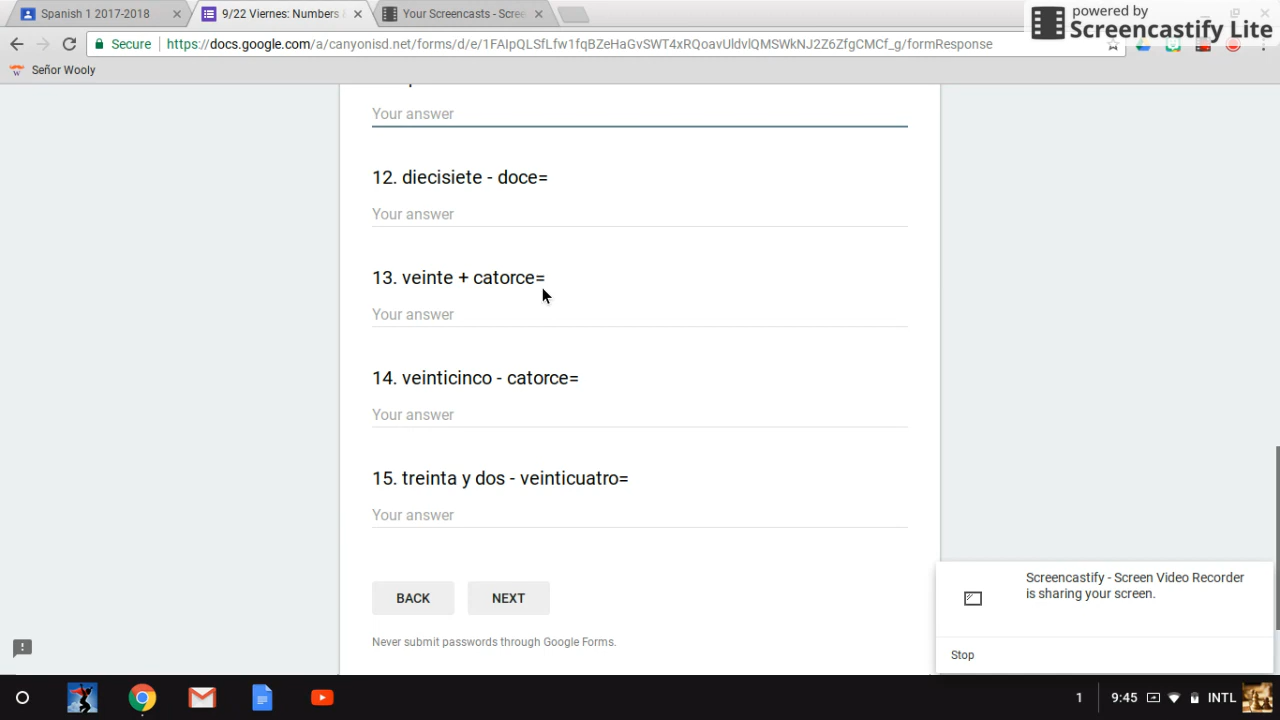 Spanish 1 2017-2018
9/22 Viernes: Numbers
Your Screencasts - Scree
powered by
Screencastify Lite
Secure
https://docs.google.com/a/canyonisd.net/forms/d/e/
formResponse
Señor Wooly
Your answer
12. diecisiete - doce=
Your answer
13. veinte + catorce=
Your answer
14. veinticinco - catorce=
Your answer
15. treinta y dos - veinticuatro=
Your answer
BACK
NEXT
Never submit passwords through Google Forms.
Screencastify - Screen Video Recorder
is sharing your screen.
Stop
1
9:45
INTL